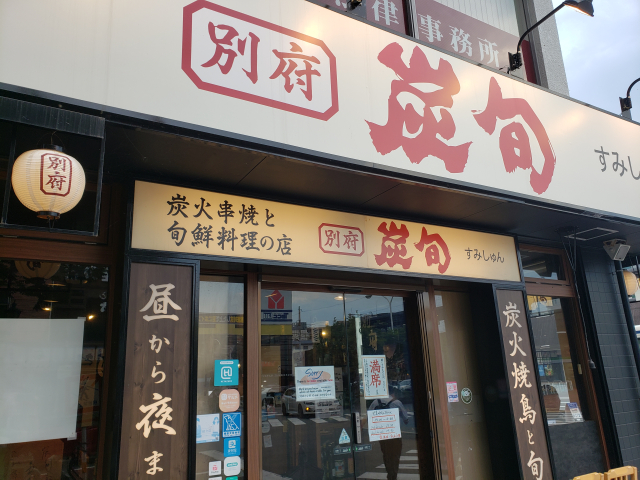 法律事務所
別府
炭旬
すみし
別府
炭火串焼と
旬鮮料理の店
別府
炭旬
すみしゅん
昼から夜ま
炭火焼鳥と旬
Sorry
満席